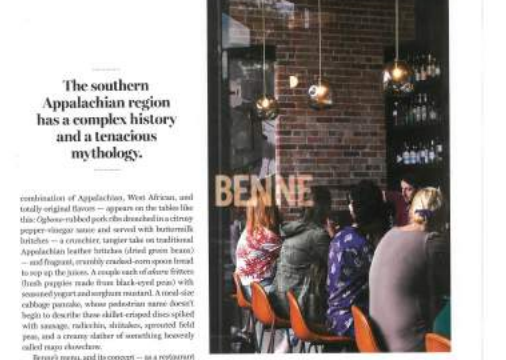 The southern
Appalachian region
has a complex history
and a tenacious
mythology.
BENNE
combination of Appalachian, West African, and
totally original flavors — appears on the tables like
this: Ogbono-rubbed pork ribs drenched in a citrusy
pepper-vinegar sauce and served with buttermilk
britches — a crunchier, tangier take on traditional
Appalachian leather britches (dried green beans)
— and fragrant, crumbly cracked-corn spoon bread
to sop up the juices. A couple each of akara fritters
(hush puppies made from black-eyed peas) with
seasoned yogurt and sorghum mustard. A meal-size
cabbage pancake, whose pedestrian name doesn't
begin to describe these skillet-crisped discs spiked
with sausage, radicchio, shiitakes, sprouted field
peas, and a creamy slather of something heavenly
called mayo chowchow.
Benne's menu, and its concept — as a restaurant